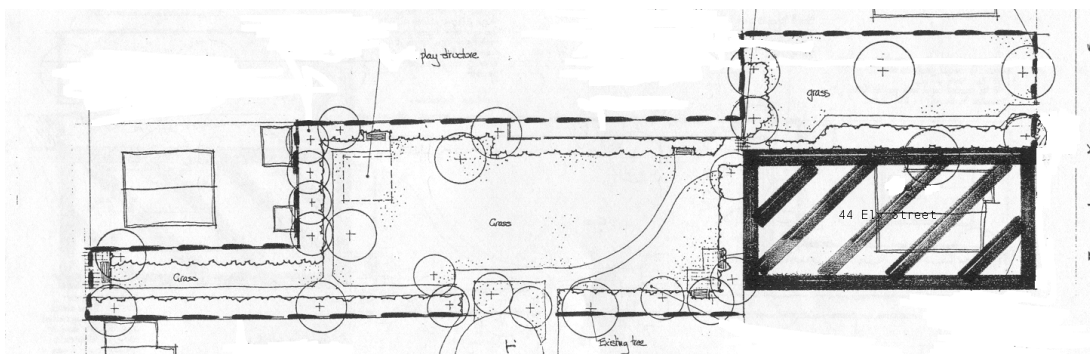 play structure
grass
Grass
44 Elm Street
Grass
Existing tree